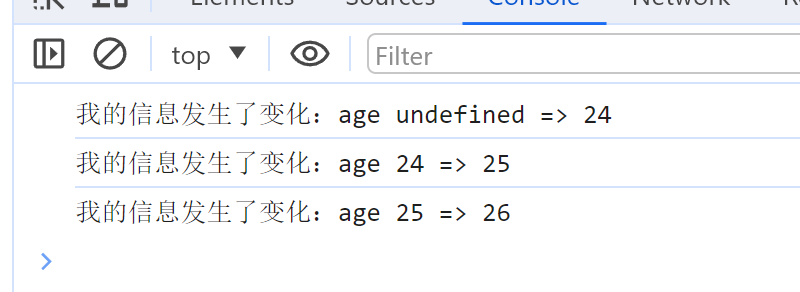 Elements Sources Console Network
top Filter
我的信息发生了变化：age undefined => 24
我的信息发生了变化：age 24 => 25
我的信息发生了变化：age 25 => 26